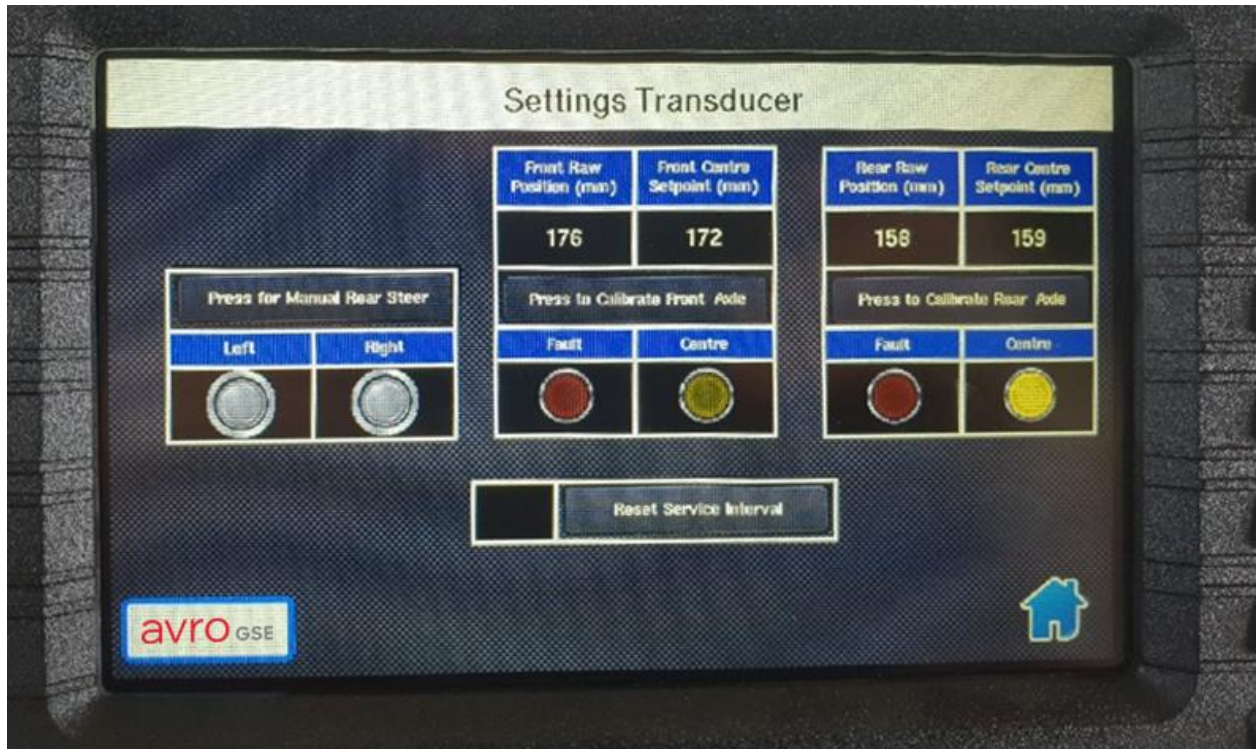 Settings Transducer
Front Raw
Position (mm)
Front Centre
Setpoint (mm)
Rear Raw
Position (mm)
Rear Centre
Setpoint (mm)
176
172
158
159
Press for Manual Rear Steer
Press to Calibrate Front Axle
Press to Calibrate Rear Axle
Left
Right
Fault
Centre
Fault
Centre
Reset Service Interval
avro GSE